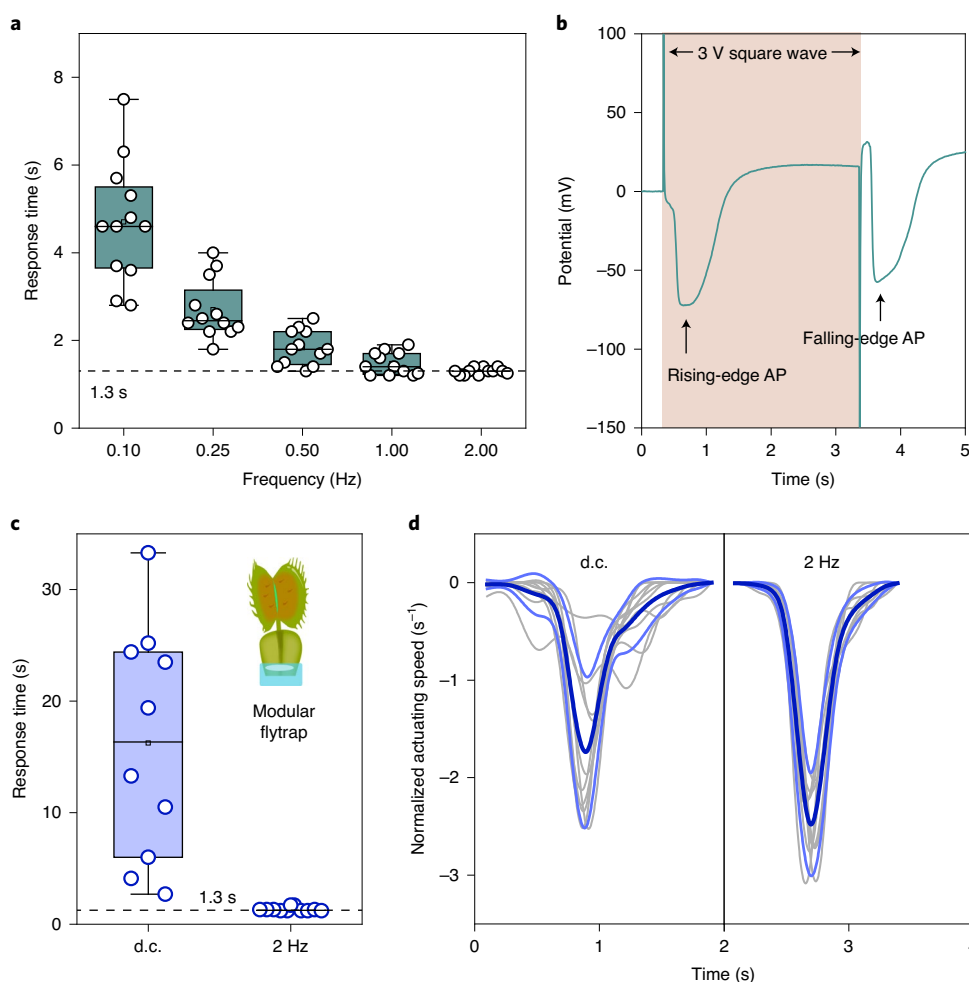 a
8
6
4
2
0
Response time (s)
1.3 s
0.10 0.25 0.50 1.00 2.00
Frequency (Hz)
b
100
50
0
−50
−100
−150
Potential (mV)
3 V square wave
Falling-edge AP
Rising-edge AP
0 1 2 3 4 5
Time (s)
c
30
20
10
0
Response time (s)
Modular
flytrap
1.3 s
d.c. 2 Hz
d
0
−1
−2
−3
Normalized actuating speed (s⁻¹)
d.c. 2 Hz
0 1 2 3
Time (s)